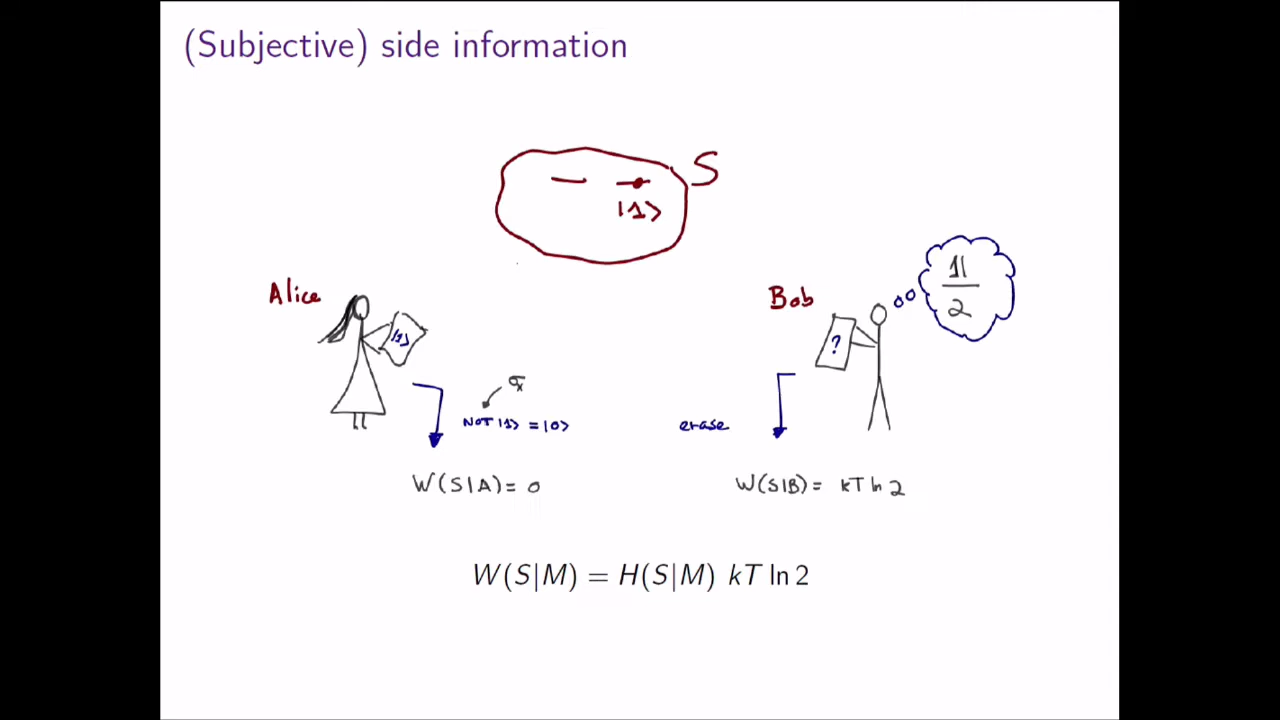 (Subjective) side information
S
|1⟩
Alice
|1⟩
Bob
?
𝟙
2
σx
NOT |1⟩ = |0⟩
erase
W(S|A) = 0
W(S|B) = kT ln 2
W(S|M) = H(S|M) kT ln 2